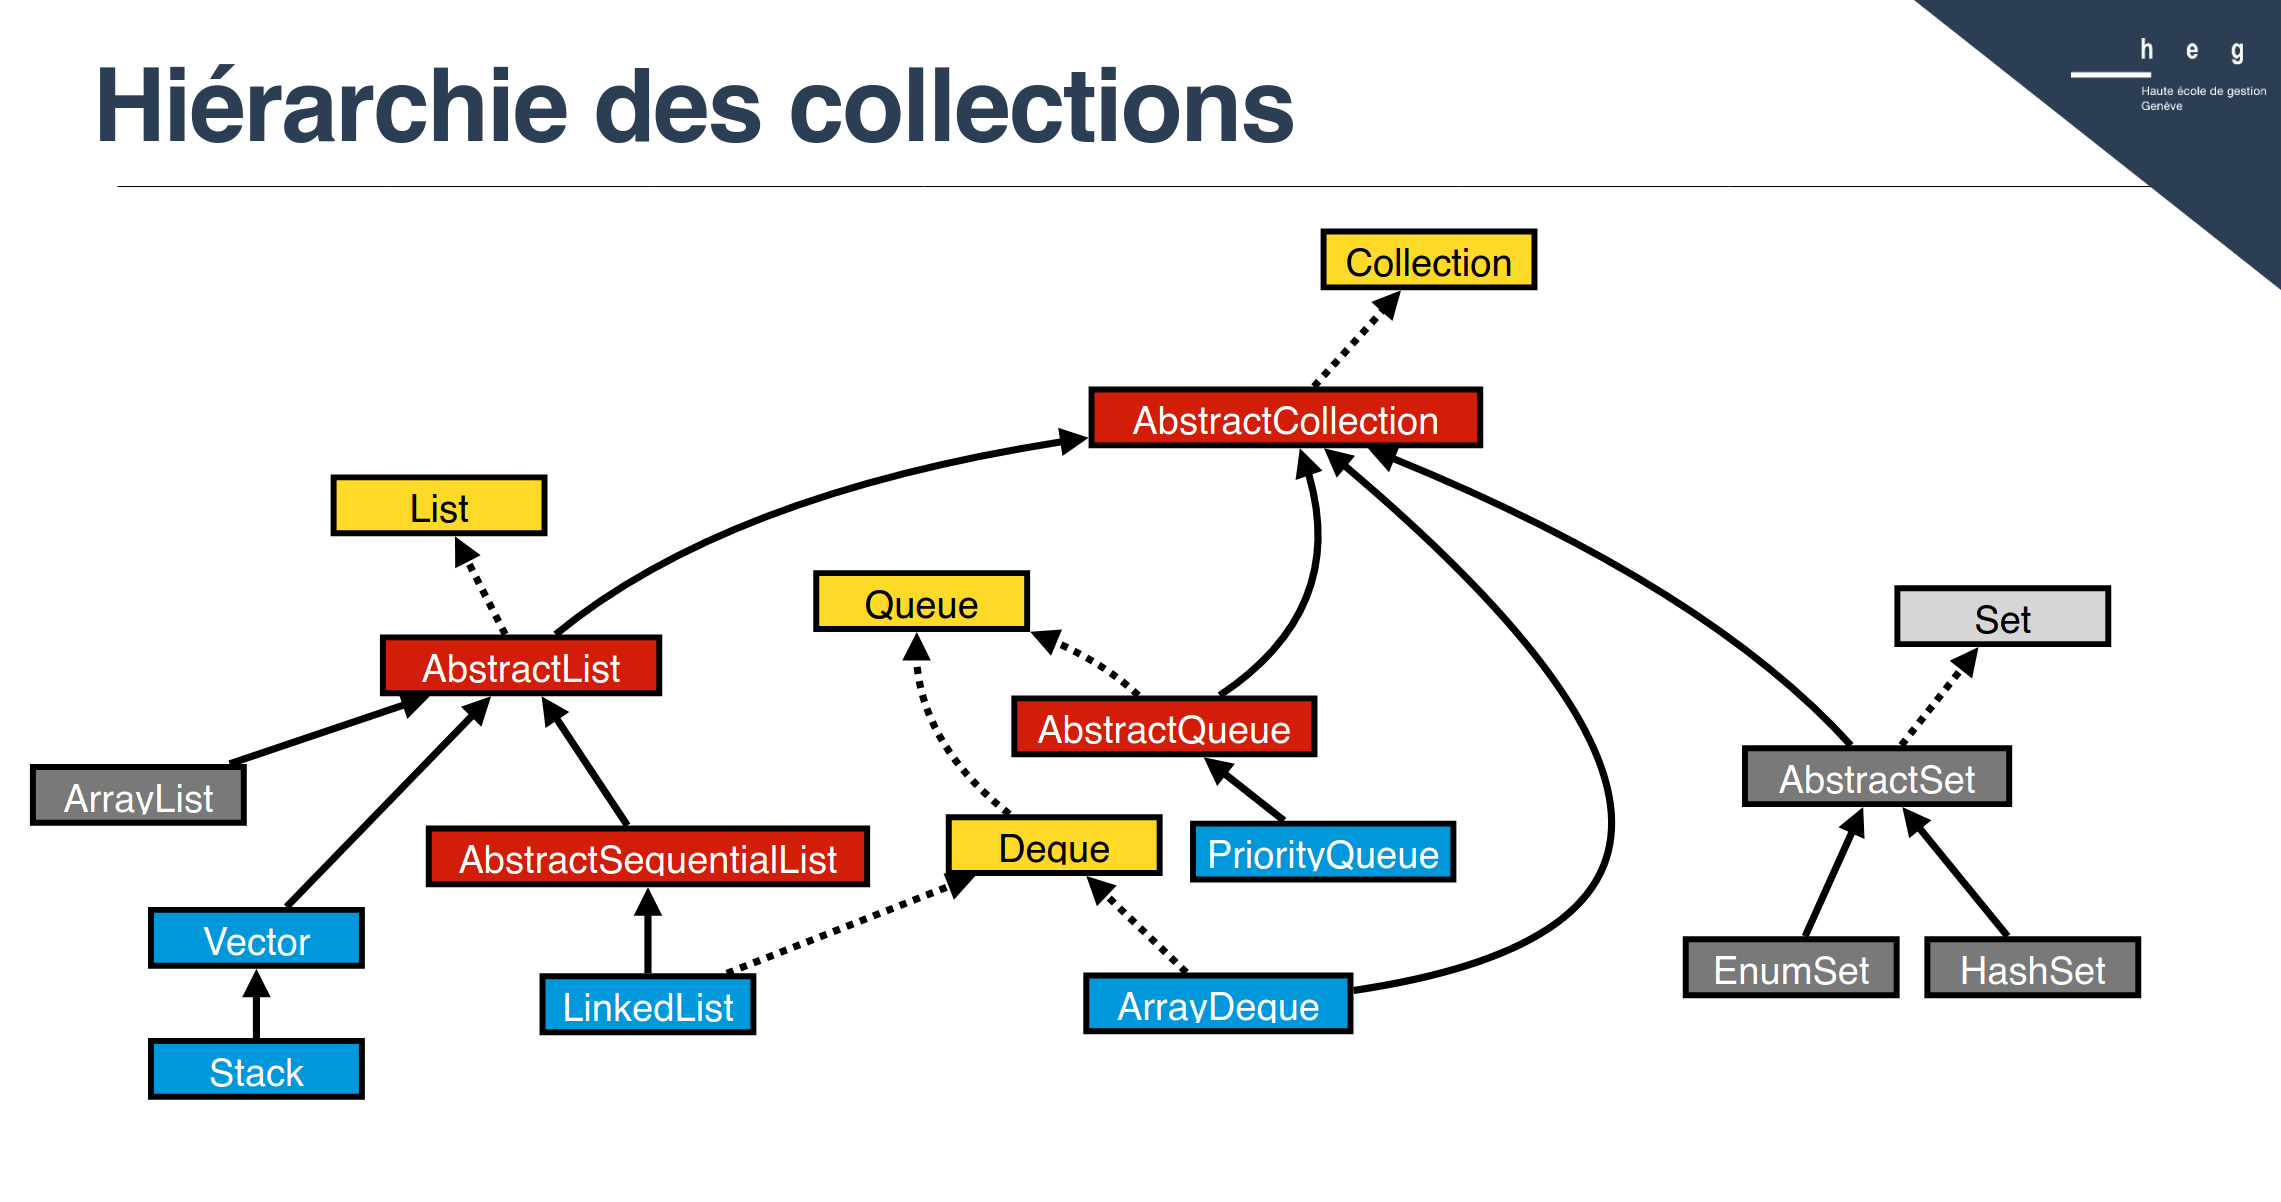 Hiérarchie des collections
h e g
Haute école de gestion
Genève
Collection
AbstractCollection
List
Queue
Set
AbstractList
AbstractQueue
AbstractSet
ArrayList
AbstractSequentialList
Deque
PriorityQueue
Vector
EnumSet
HashSet
LinkedList
ArrayDeque
Stack